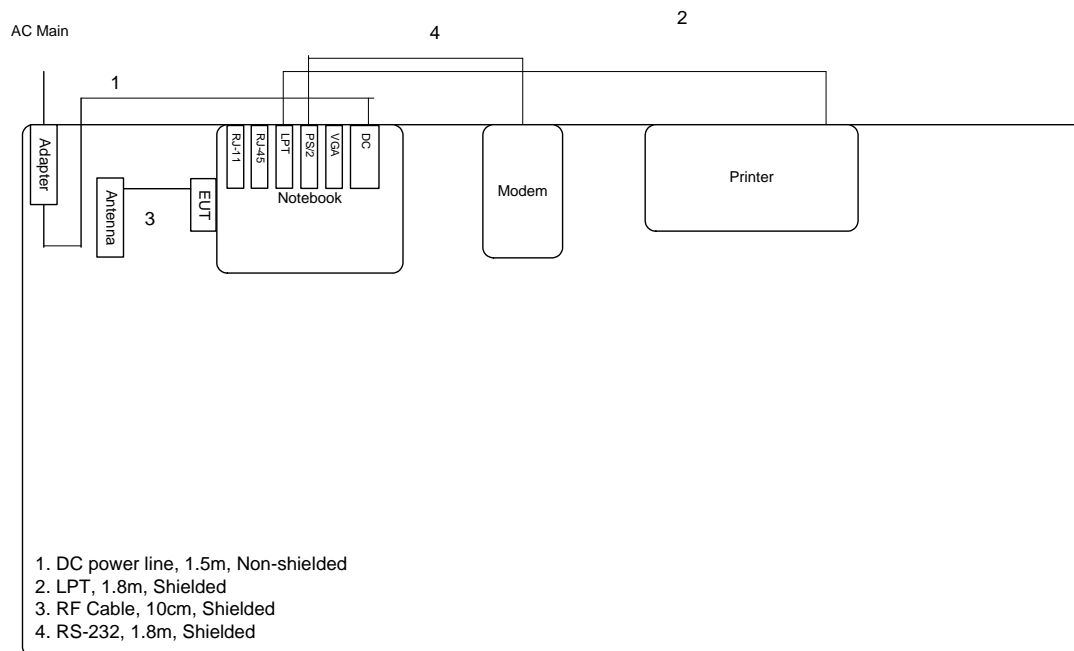 2
AC Main
4
1
Adapter
RJ-11
RJ-45
LPT
PS/2
VGA
DC
Notebook
Antenna
3
EUT
Modem
Printer
1. DC power line, 1.5m, Non-shielded
2. LPT, 1.8m, Shielded
3. RF Cable, 10cm, Shielded
4. RS-232, 1.8m, Shielded